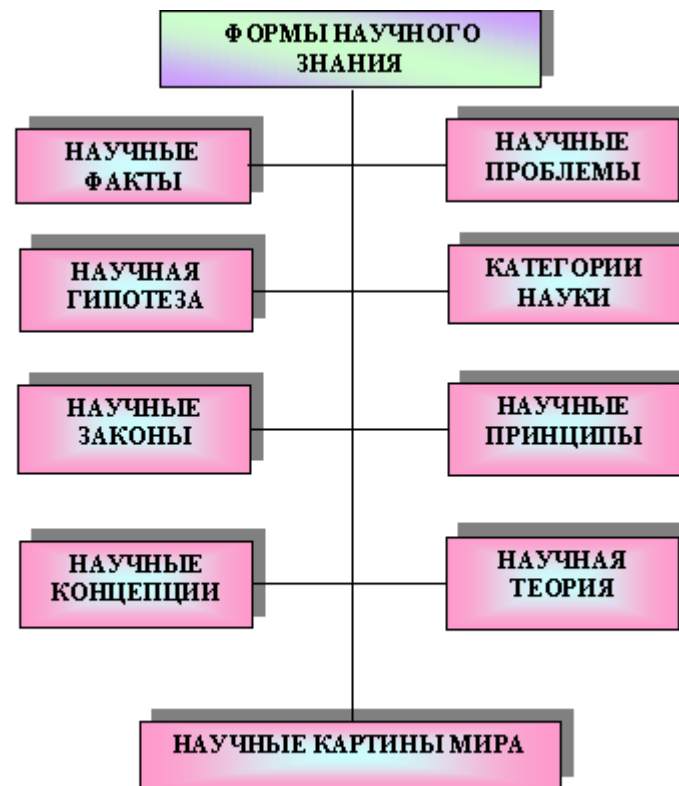 ФОРМЫ НАУЧНОГО
ЗНАНИЯ
НАУЧНЫЕ
ФАКТЫ
НАУЧНЫЕ
ПРОБЛЕМЫ
НАУЧНАЯ
ГИПОТЕЗА
КАТЕГОРИИ
НАУКИ
НАУЧНЫЕ
ЗАКОНЫ
НАУЧНЫЕ
ПРИНЦИПЫ
НАУЧНЫЕ
КОНЦЕПЦИИ
НАУЧНАЯ
ТЕОРИЯ
НАУЧНЫЕ КАРТИНЫ МИРА